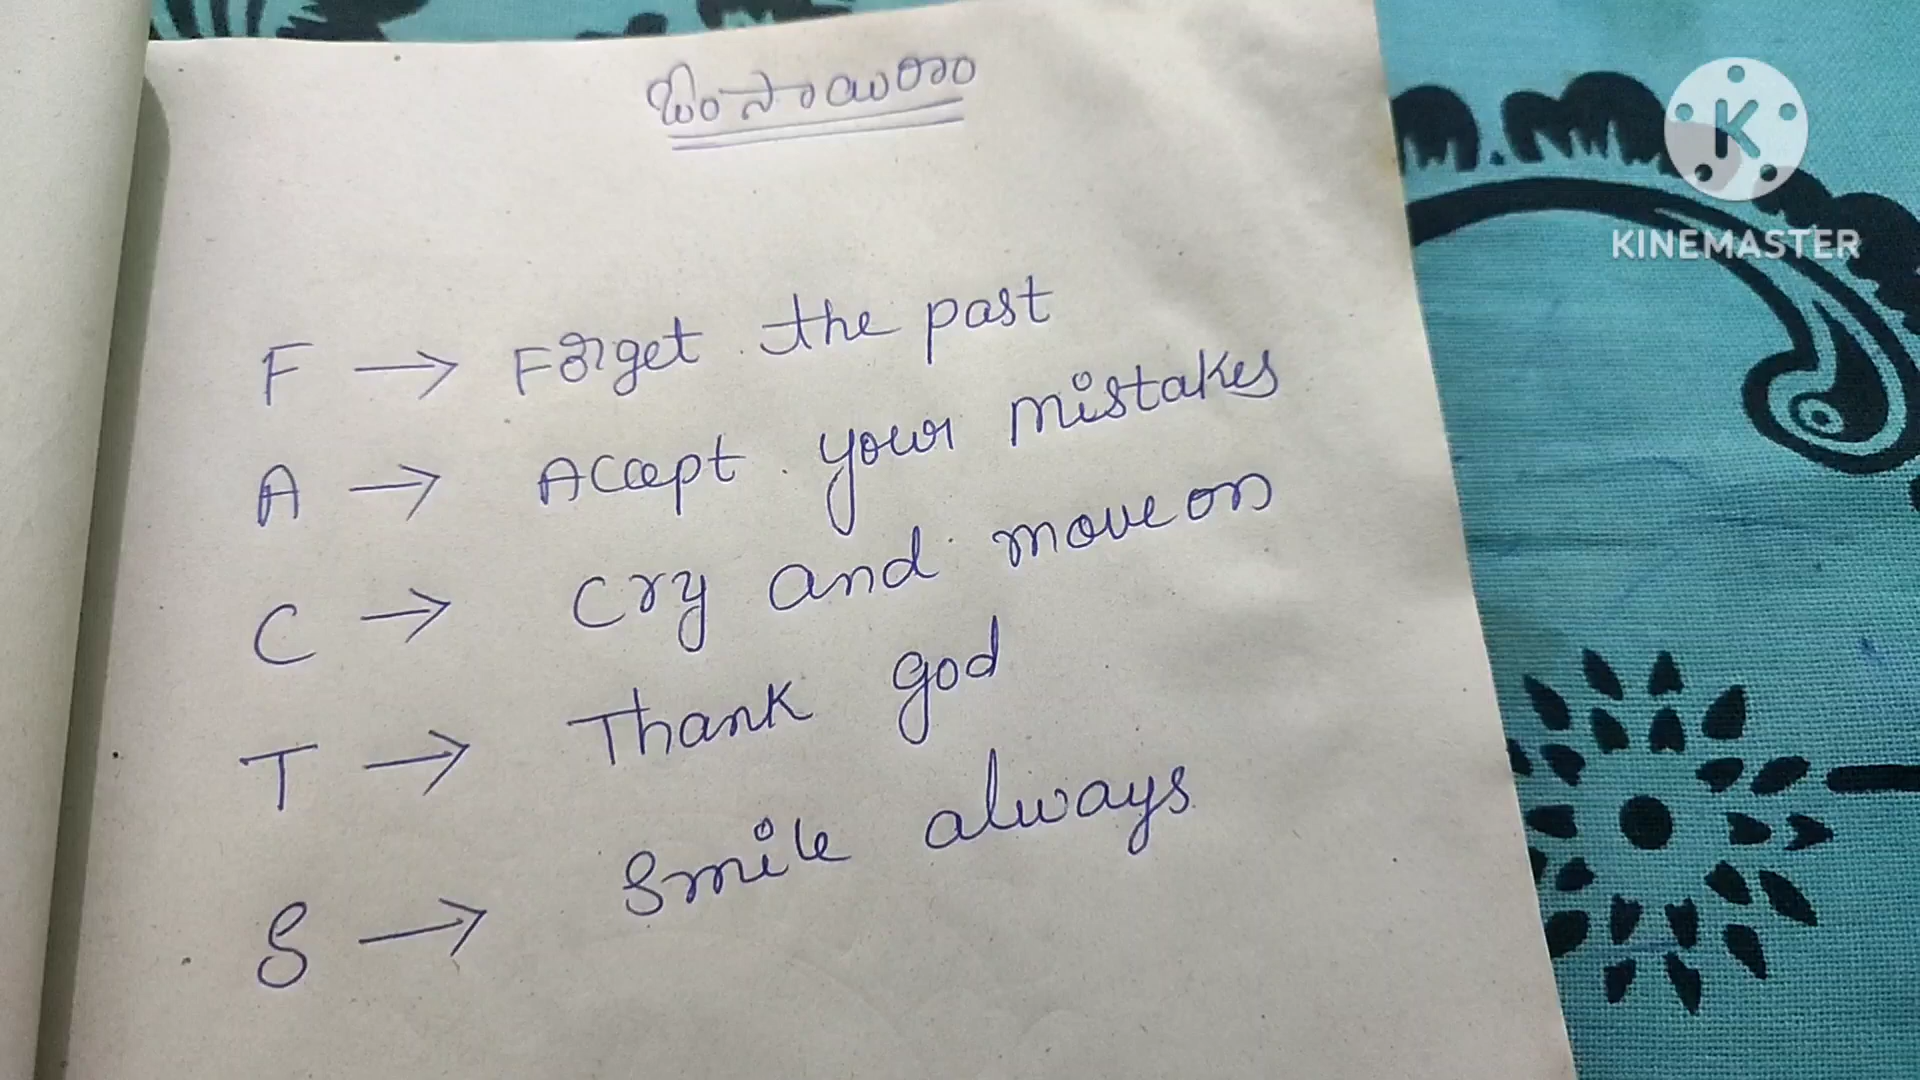 ఓం సాయిరాం
KINEMASTER
F → Forget the past
A → Accept your mistakes
C → Cry and move on
T → Thank god
S → Smile always